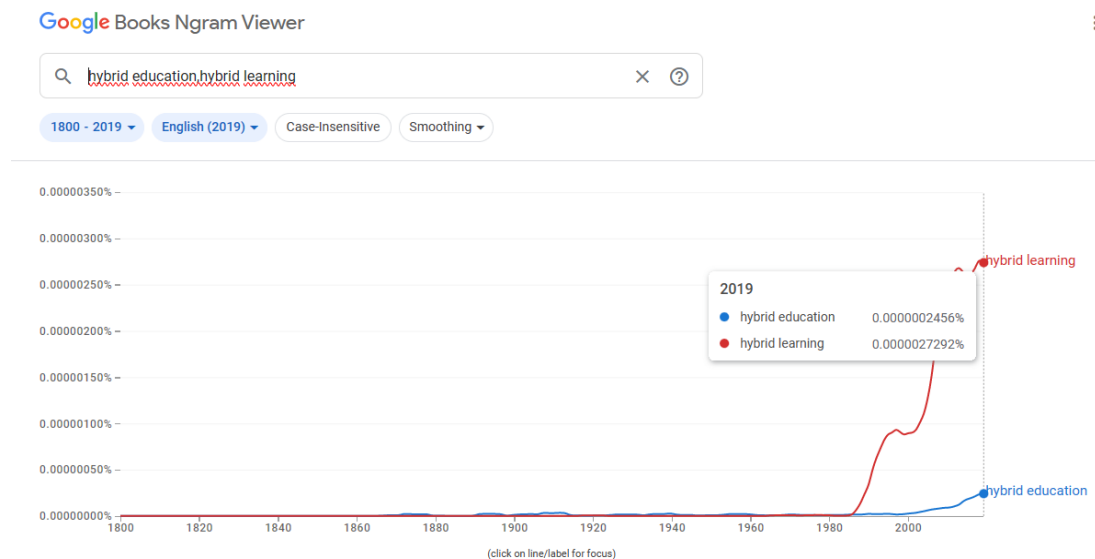 Google Books Ngram Viewer
hybrid education,hybrid learning
1800 - 2019 English (2019) Case-Insensitive Smoothing
0.00000350%
0.00000300%
0.00000250%
0.00000200%
0.00000150%
0.00000100%
0.00000050%
0.00000000%
hybrid learning
2019
hybrid education 0.0000002456%
hybrid learning 0.0000027292%
hybrid education
1800 1820 1840 1860 1880 1900 1920 1940 1960 1980 2000
(click on line/label for focus)